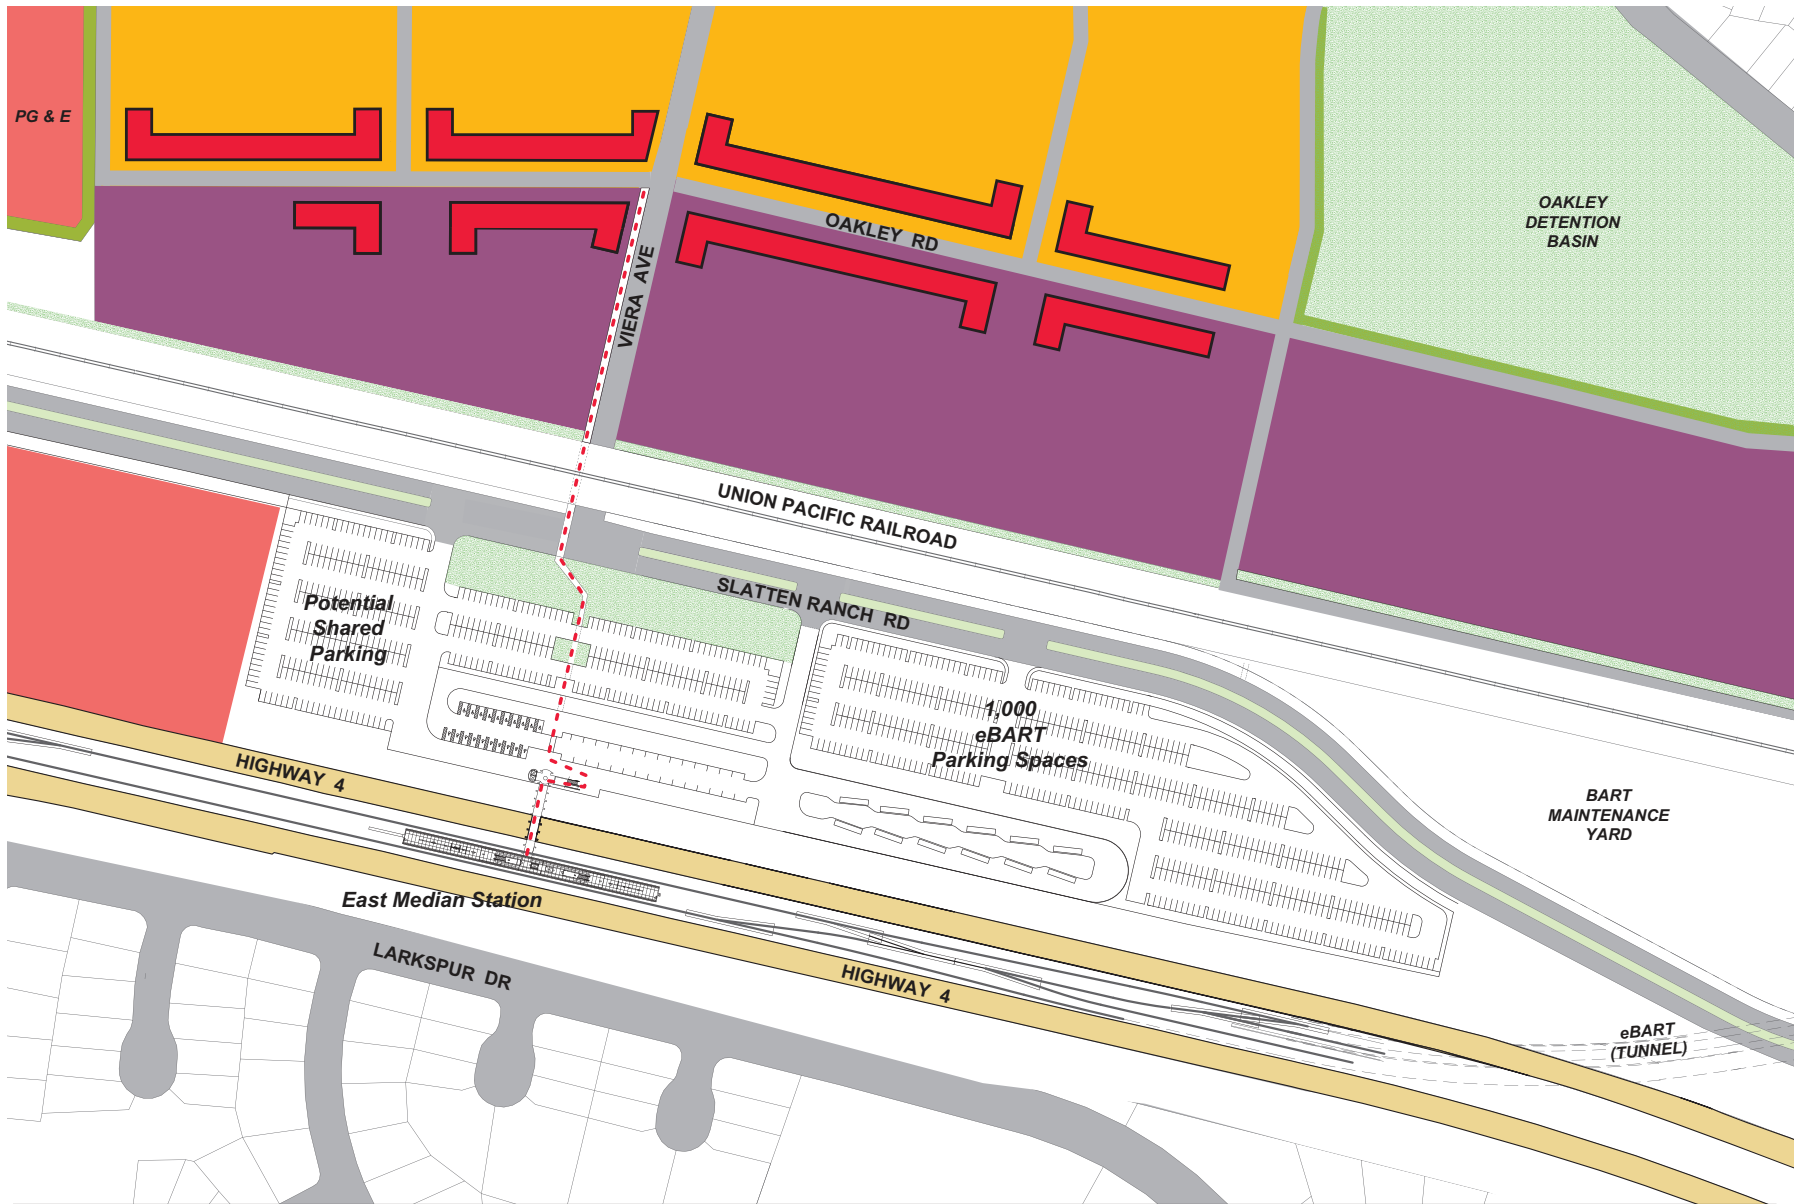 PG & E
OAKLEY
DETENTION
BASIN
OAKLEY RD
VIERA AVE
UNION PACIFIC RAILROAD
SLATTEN RANCH RD
Potential
Shared
Parking
1,000
eBART
Parking Spaces
HIGHWAY 4
BART
MAINTENANCE
YARD
East Median Station
LARKSPUR DR
HIGHWAY 4
eBART
(TUNNEL)